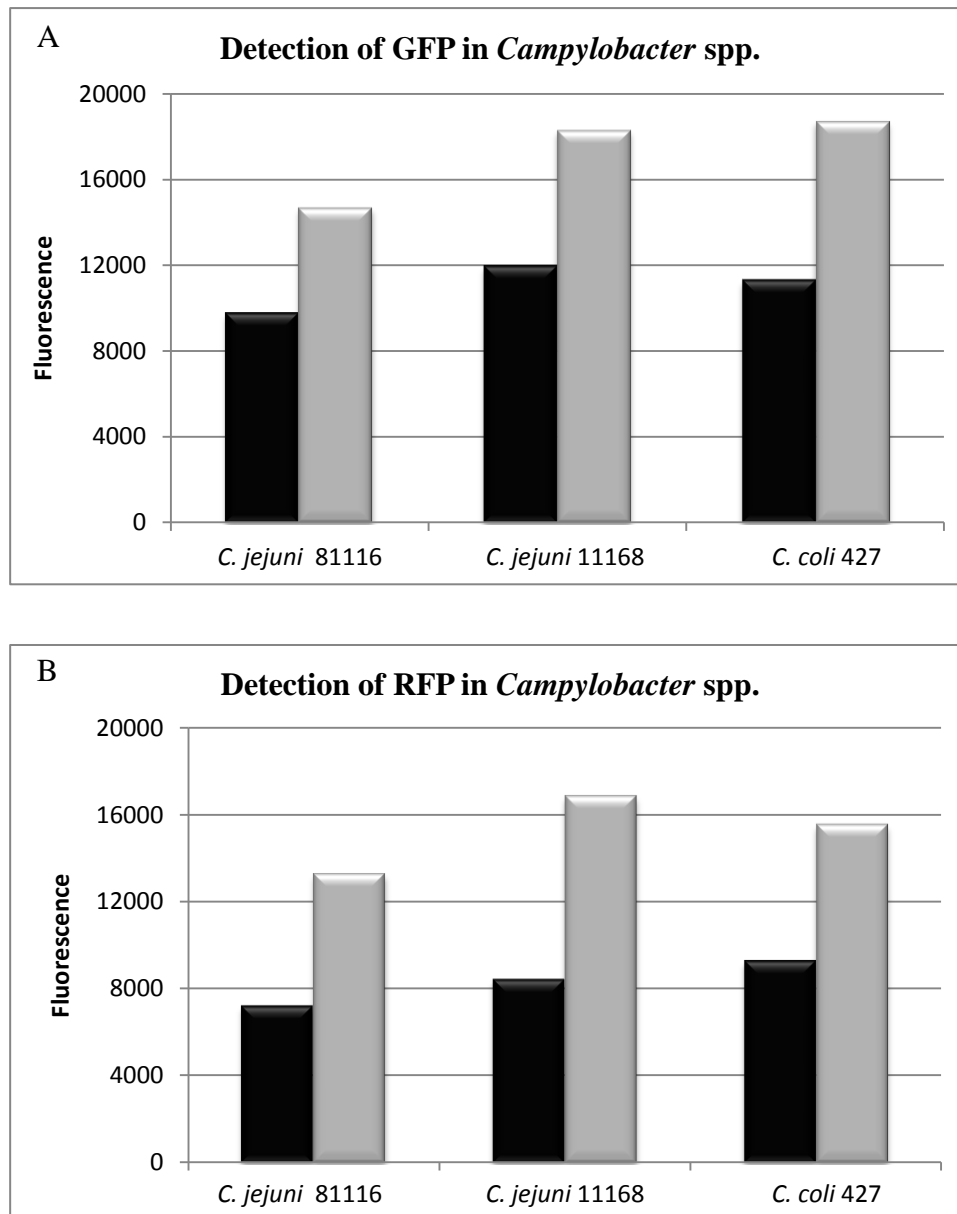 A
Detection of GFP in Campylobacter spp.
20000
16000
12000
8000
4000
0
Fluorescence
C. jejuni 81116 C. jejuni 11168 C. coli 427
B
Detection of RFP in Campylobacter spp.
20000
16000
12000
8000
4000
0
Fluorescence
C. jejuni 81116 C. jejuni 11168 C. coli 427